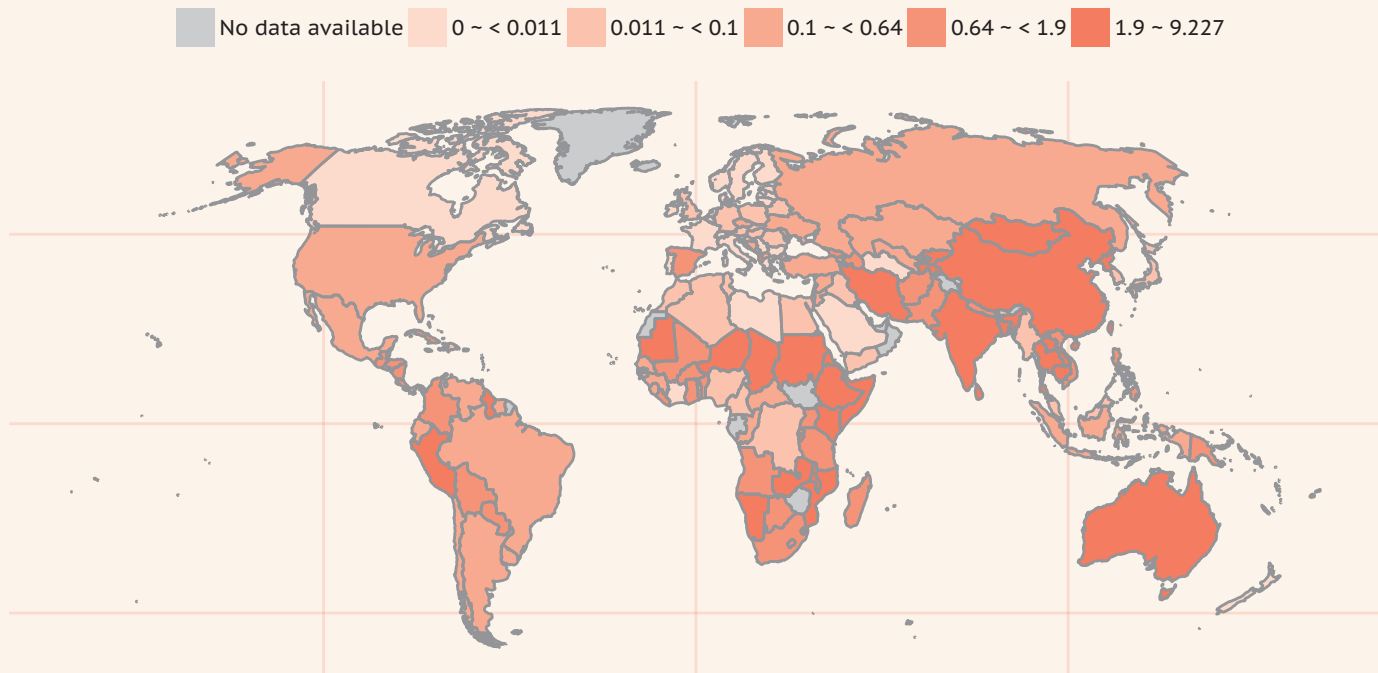 No data available 0 ~ < 0.011 0.011 ~ < 0.1 0.1 ~ < 0.64 0.64 ~ < 1.9 1.9 ~ 9.227